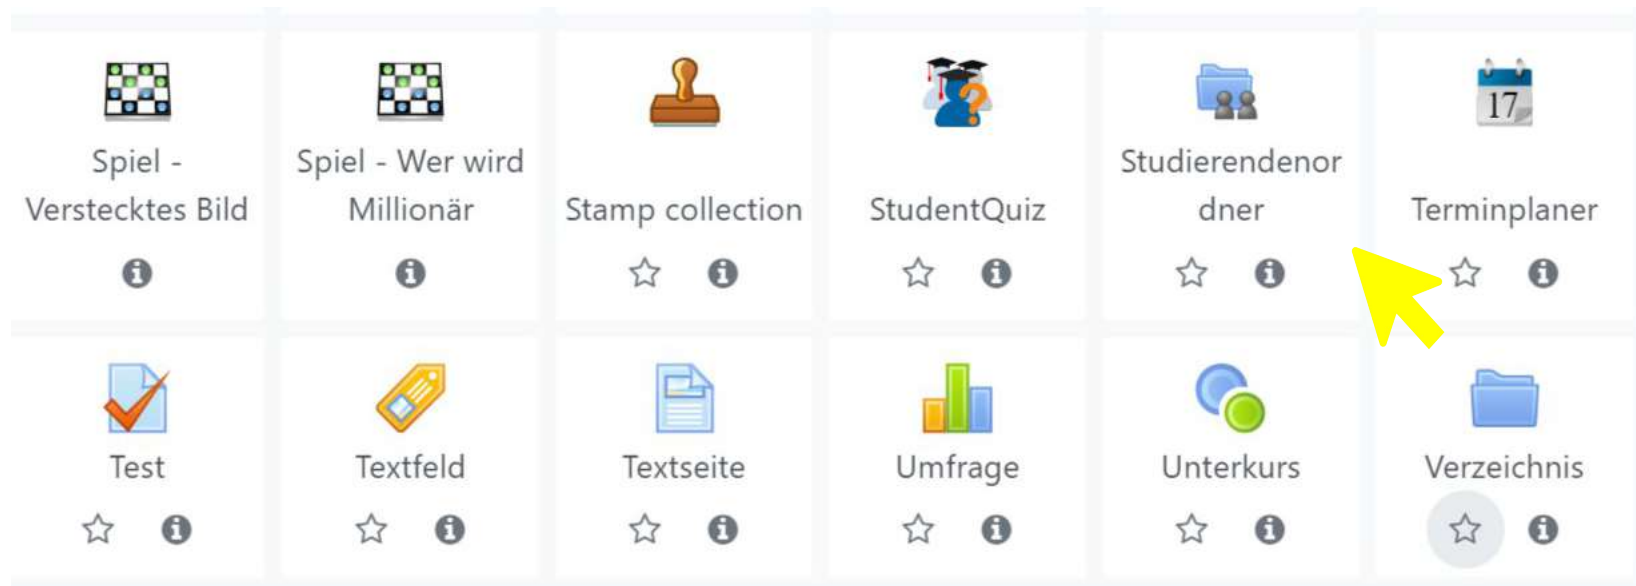 17
Spiel -
Verstecktes Bild
Spiel - Wer wird
Millionär
Stamp collection
StudentQuiz
Studierendenor
dner
Terminplaner
Test
Textfeld
Textseite
Umfrage
Unterkurs
Verzeichnis